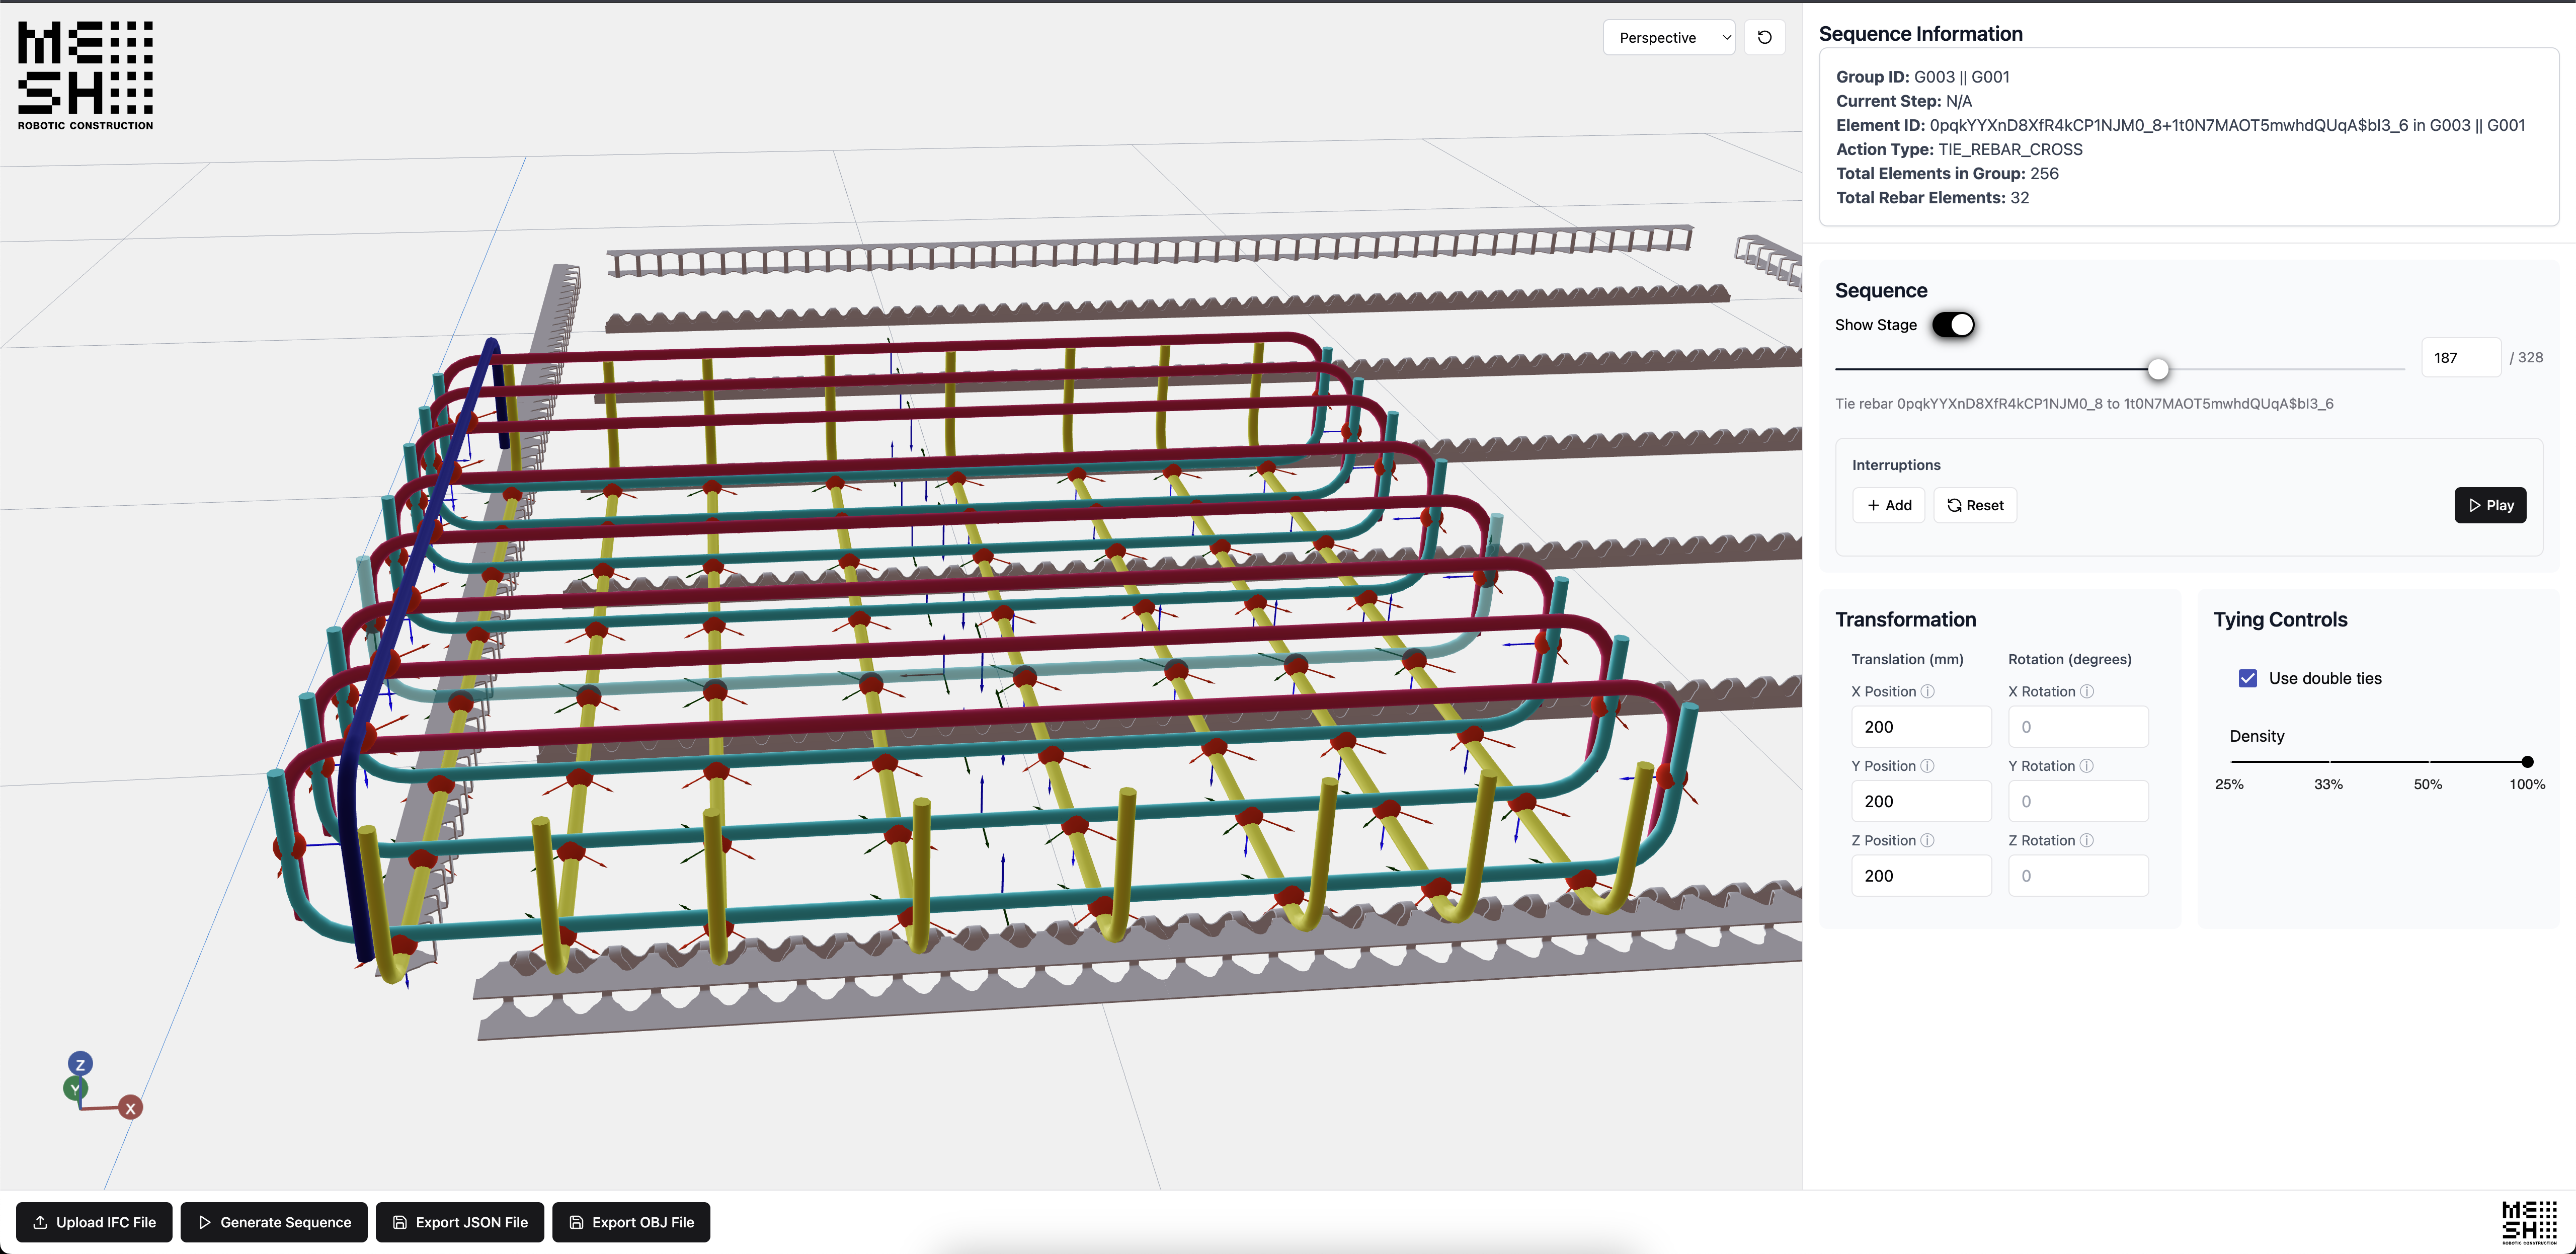 MESH
ROBOTIC CONSTRUCTION
Perspective
Z
Y
X
Sequence Information
Group ID: G003 || G001
Current Step: N/A
Element ID: 0pqkYYXnD8XfR4kCP1NJM0_8+1t0N7MAOT5mwhdQUqA$bI3_6 in G003 || G001
Action Type: TIE_REBAR_CROSS
Total Elements in Group: 256
Total Rebar Elements: 32
Sequence
Show Stage
187 / 328
Tie rebar 0pqkYYXnD8XfR4kCP1NJM0_8 to 1t0N7MAOT5mwhdQUqA$bI3_6
Interruptions
Add Reset Play
Transformation
Translation (mm) Rotation (degrees)
X Position X Rotation
200 0
Y Position Y Rotation
200 0
Z Position Z Rotation
200 0
Tying Controls
Use double ties
Density
25% 33% 50% 100%
Upload IFC File Generate Sequence Export JSON File Export OBJ File
MESH
ROBOTIC CONSTRUCTION